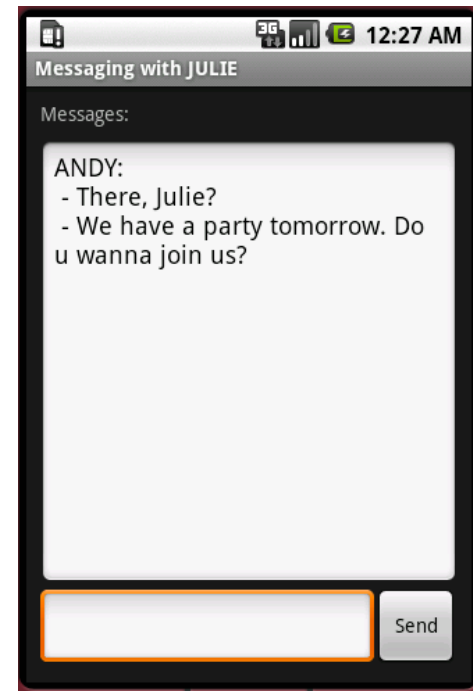 3G 12:27 AM
Messaging with JULIE
Messages:
ANDY:
- There, Julie?
- We have a party tomorrow. Do
u wanna join us?
Send